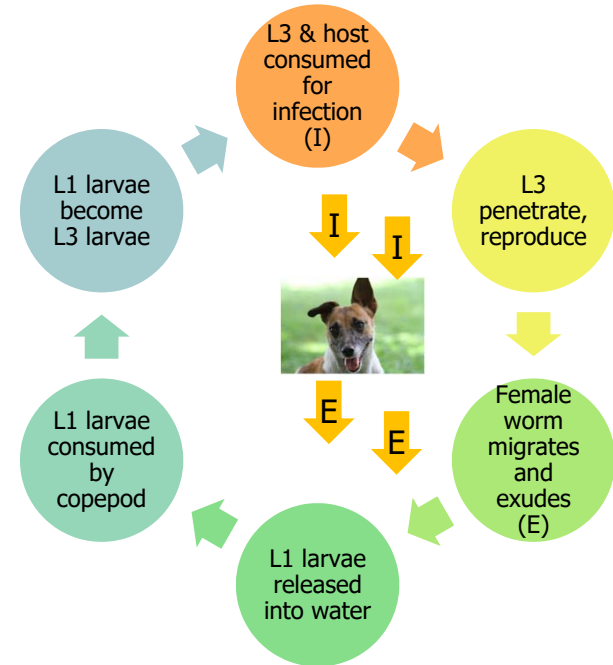 L3 & host
consumed
for
infection
(I)
L3
penetrate,
reproduce
Female
worm
migrates
and
exudes
(E)
L1 larvae
released
into water
L1 larvae
consumed
by
copepod
L1 larvae
become
L3 larvae
I
I
E
E